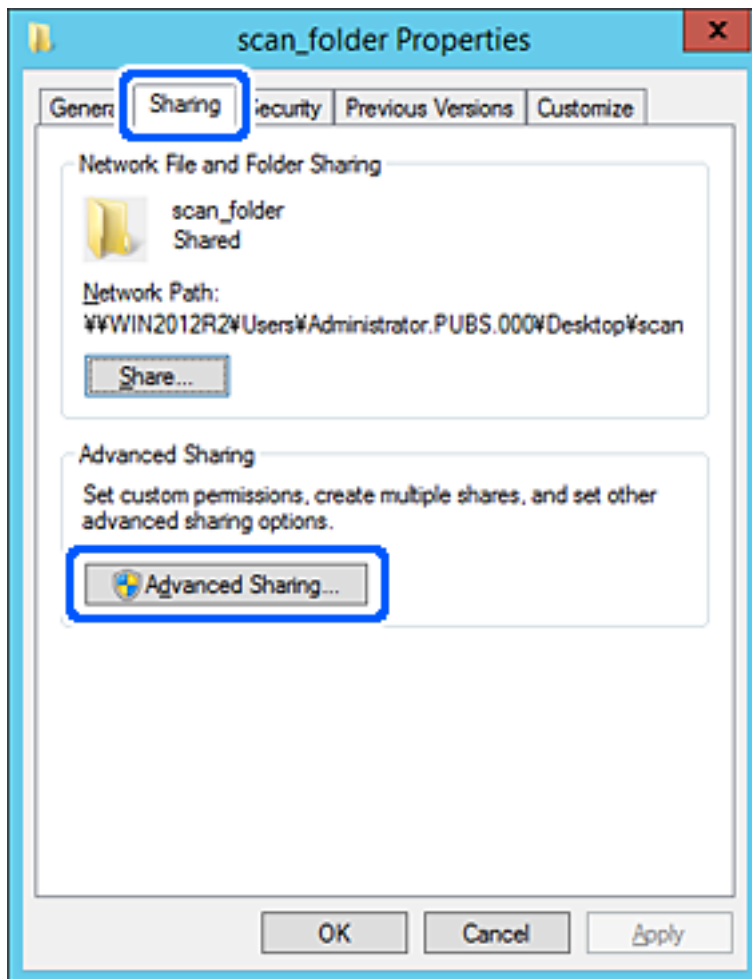 scan_folder Properties
x
General Sharing Security Previous Versions Customize
Network File and Folder Sharing
scan_folder
Shared
Network Path:
¥¥WIN2012R2¥Users¥Administrator.PUBS.000¥Desktop¥scan
Share...
Advanced Sharing
Set custom permissions, create multiple shares, and set other
advanced sharing options.
Advanced Sharing...
OK Cancel Apply